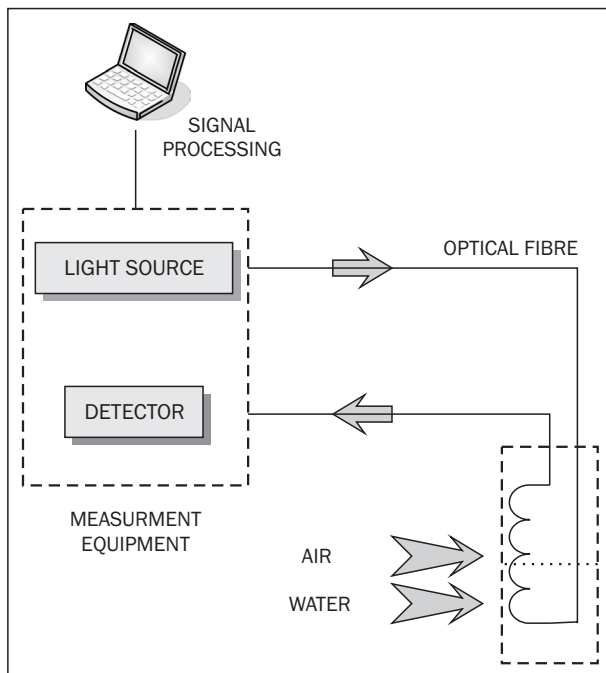 SIGNAL
PROCESSING
LIGHT SOURCE
OPTICAL FIBRE
DETECTOR
MEASURMENT
EQUIPMENT
AIR
WATER